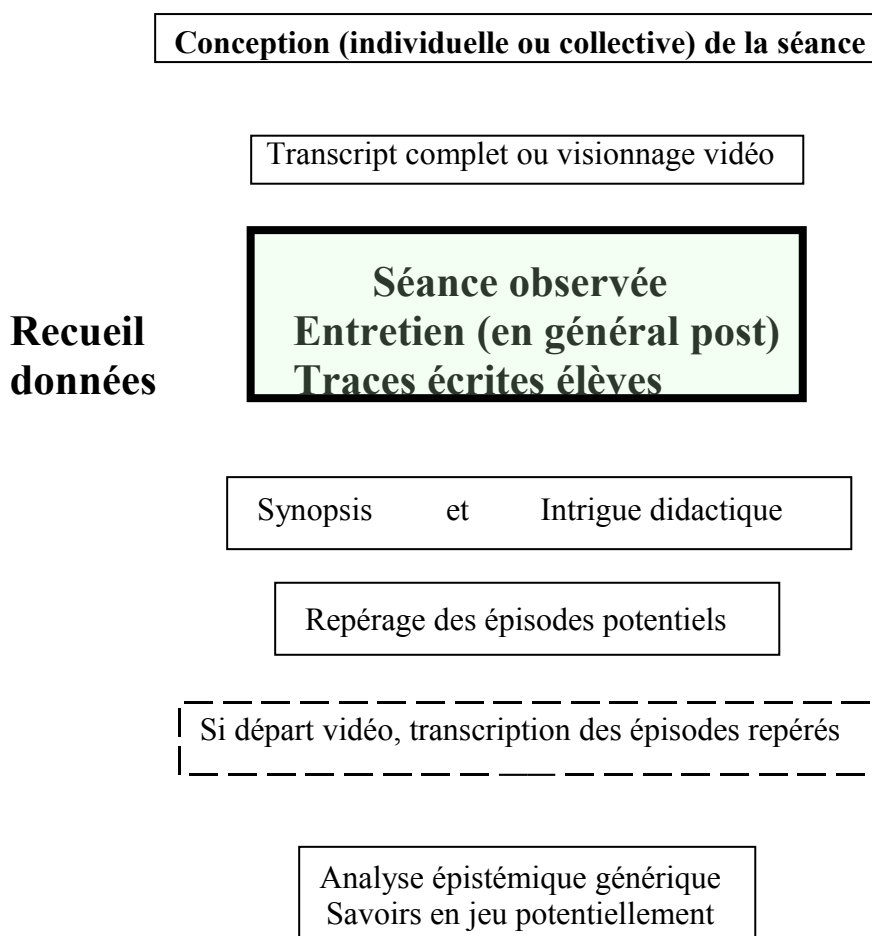 Conception (individuelle ou collective) de la séance
Transcript complet ou visionnage vidéo
Recueil
données
Séance observée
Entretien (en général post)
Traces écrites élèves
Synopsis et Intrigue didactique
Repérage des épisodes potentiels
Si départ vidéo, transcription des épisodes repérés
Analyse épistémique générique
Savoirs en jeu potentiellement